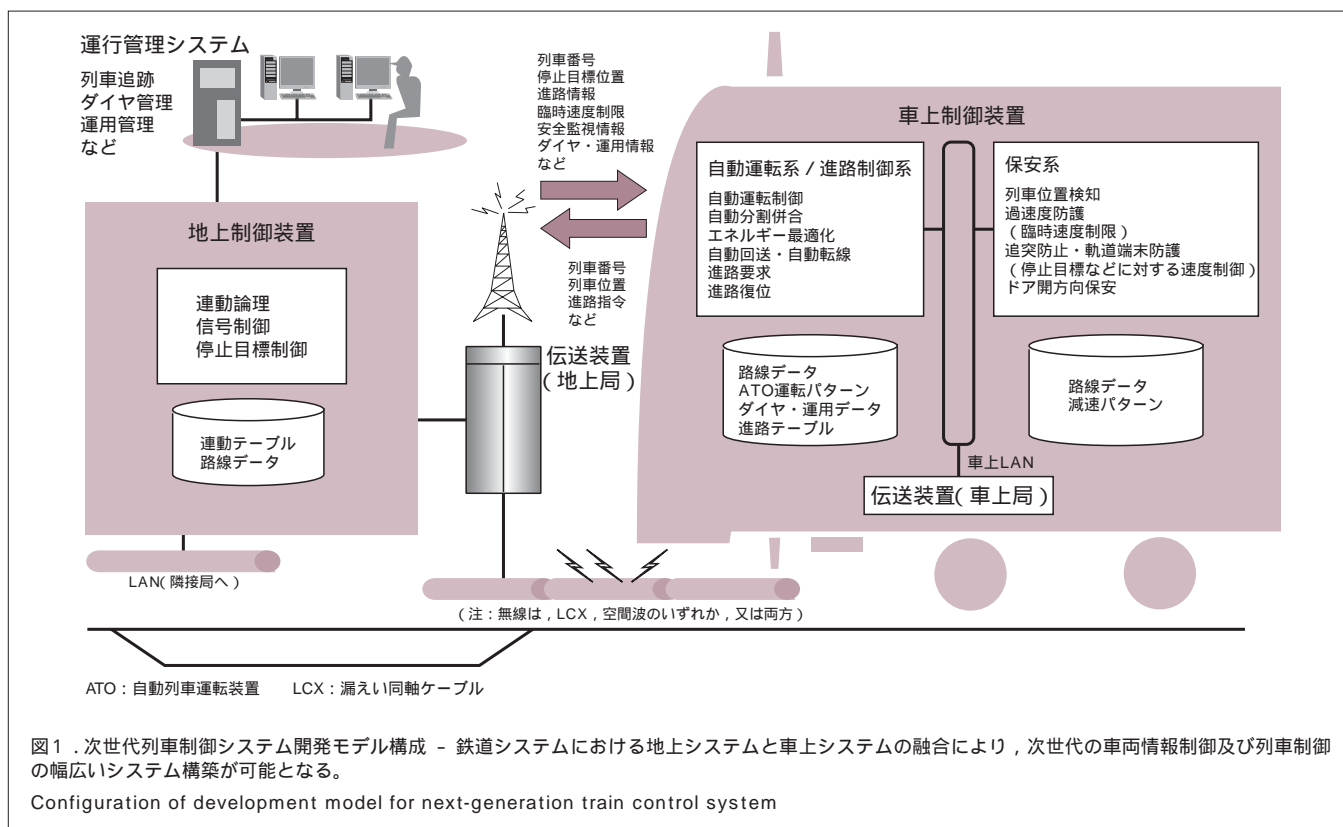 運行管理システム
列車追跡
ダイヤ管理
運用管理
など
列車番号
停止目標位置
進路情報
臨時速度制限
安全監視情報
ダイヤ・運用情報
など
地上制御装置
連動論理
信号制御
停止目標制御
連動テーブル
路線データ
LAN(隣接局へ)
列車番号
列車位置
進路指令
など
伝送装置
(地上局)
車上制御装置
自動運転系/進路制御系
自動運転制御
自動分割併合
エネルギー最適化
自動回送・自動転線
進路要求
進路復位
保安系
列車位置検知
過速度防護
(臨時速度制限)
追突防止・軌道端末防護
(停止目標などに対する速度制御)
ドア開方向保安
路線データ
ATO運転パターン
ダイヤ・運用データ
進路テーブル
路線データ
減速パターン
車上LAN
伝送装置(車上局)
(注:無線は,LCX,空間波のいずれか,又は両方)
ATO:自動列車運転装置 LCX:漏えい同軸ケーブル
図1.次世代列車制御システム開発モデル構成 - 鉄道システムにおける地上システムと車上システムの融合により,次世代の車両情報制御及び列車制御
の幅広いシステム構築が可能となる。
Configuration of development model for next-generation train control system